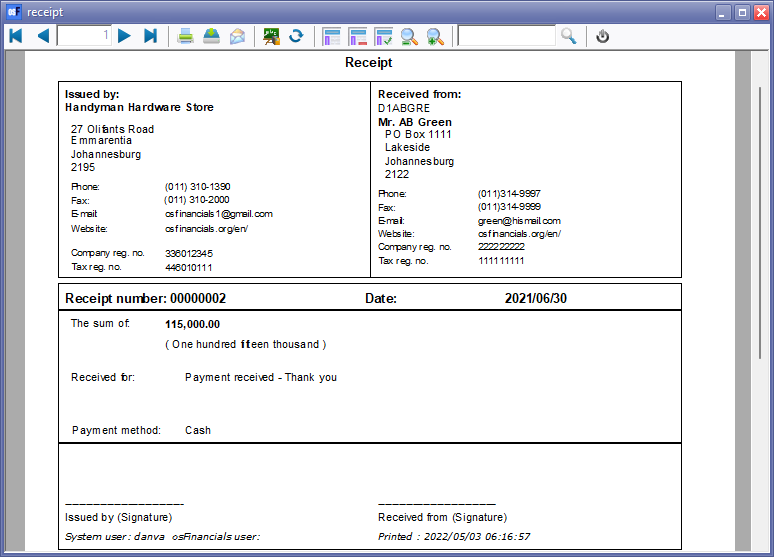 receipt
1
Receipt
Issued by:
Handyman Hardware Store
27 Olifants Road
Emmarentia
Johannesburg
2195
Phone: (011) 310-1390
Fax: (011) 310-2000
E-mail: osfinancials1@gmail.com
Website: osfinancials.org/en/
Company reg. no. 336012345
Tax reg. no. 446010111
Received from:
D1ABGRE
Mr. AB Green
PO Box 1111
Lakeside
Johannesburg
2122
Phone: (011)314-9997
Fax: (011)314-9999
E-mail: green@hismail.com
Website: osfinancials.org/en/
Company reg. no. 222222222
Tax reg. no. 111111111
Receipt number: 00000002 Date: 2021/06/30
The sum of: 115,000.00
( One hundred fifteen thousand )
Received for: Payment received - Thank you
Payment method: Cash
Issued by (Signature) Received from (Signature)
System user: danva osFinancials user: Printed : 2022/05/03 06:16:57